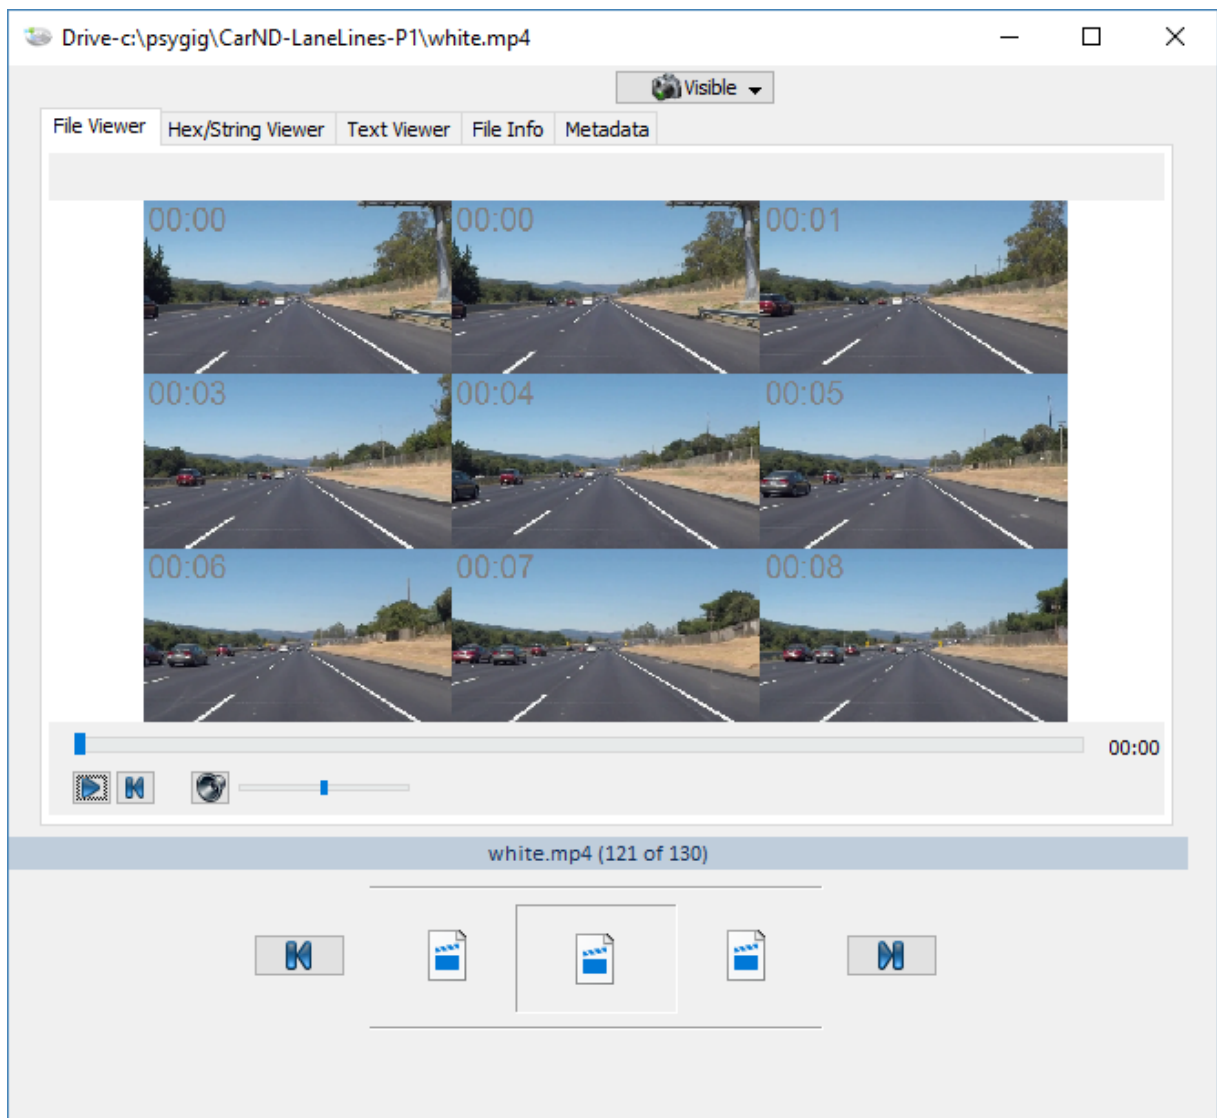 Drive-c:\psygig\CarND-LaneLines-P1\white.mp4
Visible
File Viewer Hex/String Viewer Text Viewer File Info Metadata
00:00 00:00 00:01
00:03 00:04 00:05
00:06 00:07 00:08
00:00
white.mp4 (121 of 130)